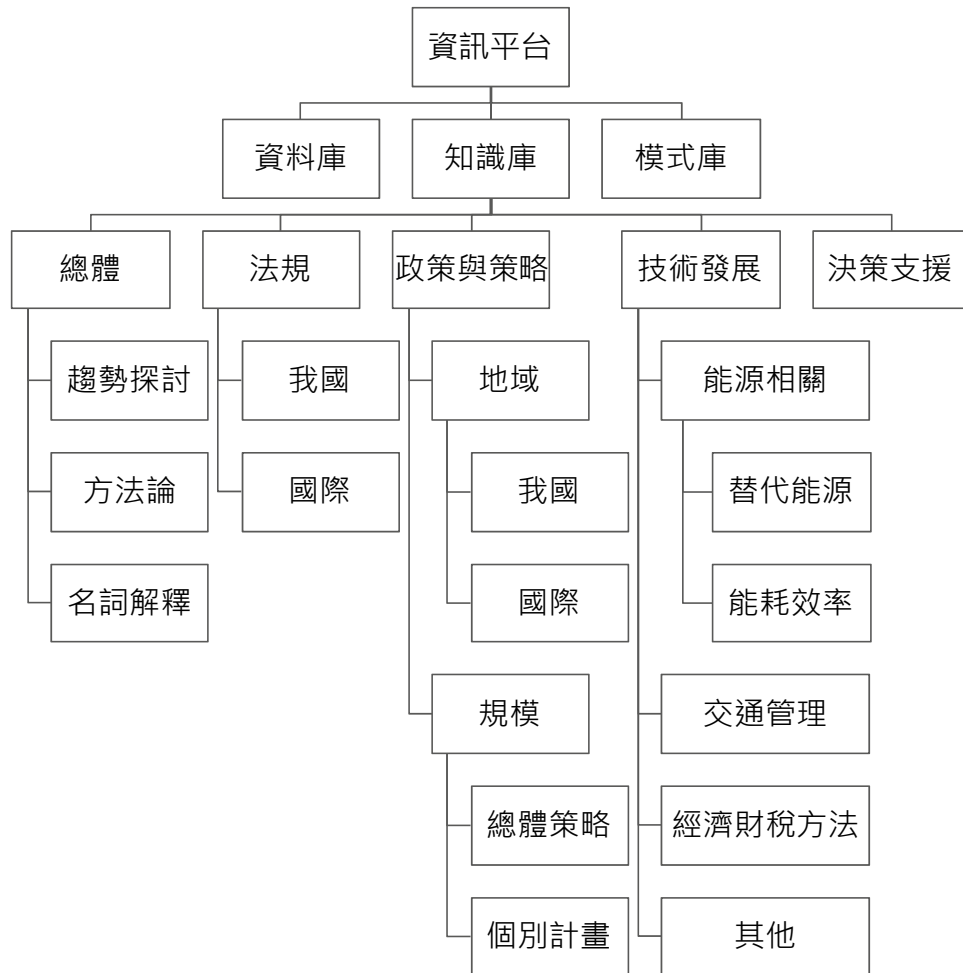 資訊平台
資料庫
知識庫
模式庫
總體
法規
政策與策略
技術發展
決策支援
趨勢探討
我國
地域
能源相關
方法論
國際
我國
替代能源
名詞解釋
國際
能耗效率
規模
交通管理
總體策略
經濟財稅方法
個別計畫
其他